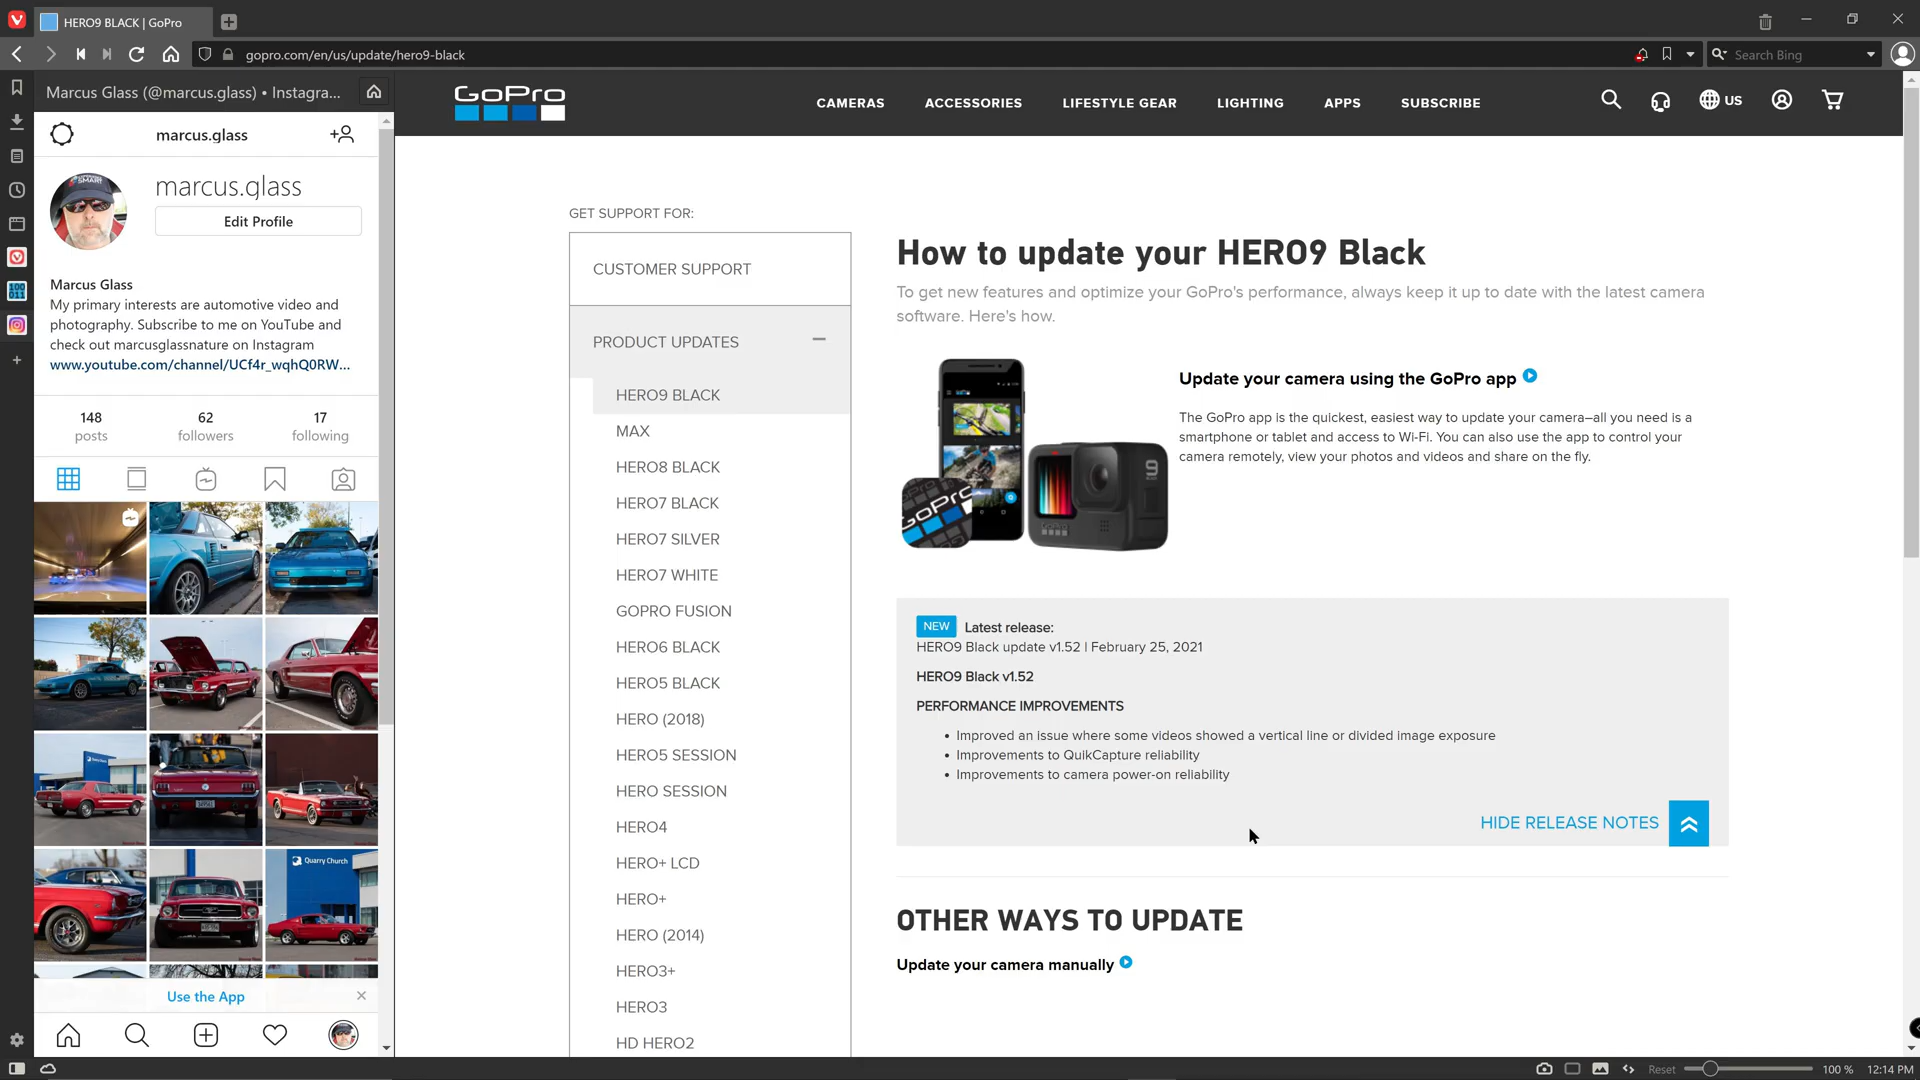 HERO9 BLACK | GoPro
gopro.com/en/us/update/hero9-black
Search Bing
Marcus Glass (@marcus.glass) • Instagra...
marcus.glass
marcus.glass
Edit Profile
Marcus Glass
My primary interests are automotive video and
photography. Subscribe to me on YouTube and
check out marcusglassnature on Instagram
www.youtube.com/channel/UCf4r_wqhQ0RW...
148
posts
62
followers
17
following
Quarry Church
Use the App
GoPro
CAMERAS
ACCESSORIES
LIFESTYLE GEAR
LIGHTING
APPS
SUBSCRIBE
US
GET SUPPORT FOR:
CUSTOMER SUPPORT
PRODUCT UPDATES
HERO9 BLACK
MAX
HERO8 BLACK
HERO7 BLACK
HERO7 SILVER
HERO7 WHITE
GOPRO FUSION
HERO6 BLACK
HERO5 BLACK
HERO (2018)
HERO5 SESSION
HERO SESSION
HERO4
HERO+ LCD
HERO+
HERO (2014)
HERO3+
HERO3
HD HERO2
How to update your HERO9 Black
To get new features and optimize your GoPro's performance, always keep it up to date with the latest camera
software. Here's how.
GoPro
9
GoPro
Update your camera using the GoPro app
The GoPro app is the quickest, easiest way to update your camera–all you need is a
smartphone or tablet and access to Wi-Fi. You can also use the app to control your
camera remotely, view your photos and videos and share on the fly.
NEW Latest release:
HERO9 Black update v1.52 | February 25, 2021
HERO9 Black v1.52
PERFORMANCE IMPROVEMENTS
• Improved an issue where some videos showed a vertical line or divided image exposure
• Improvements to QuikCapture reliability
• Improvements to camera power-on reliability
HIDE RELEASE NOTES
OTHER WAYS TO UPDATE
Update your camera manually
Reset
100 %
12:14 PM